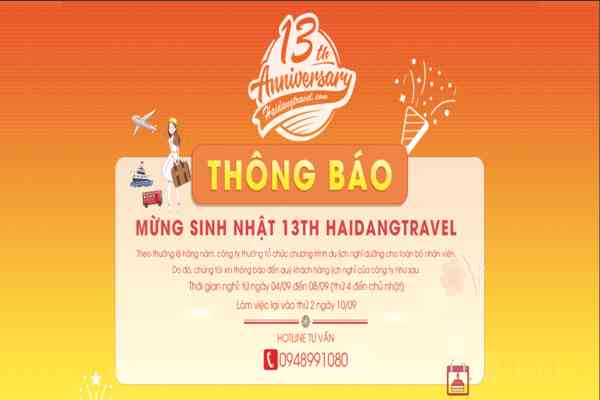 13th
Anniversary
Haidangtravel.com
THÔNG BÁO
MỪNG SINH NHẬT 13TH HAIDANGTRAVEL
Theo thường lệ hằng năm, công ty thường tổ chức chương trình du lịch nghỉ dưỡng cho toàn bộ nhân viên.
Do đó, chúng tôi xin thông báo đến quý khách hàng lịch nghỉ của công ty như sau:
Thời gian nghỉ: từ ngày 04/09 đến 08/09 (thứ 4 đến chủ nhật)
Làm việc lại vào thứ 2 ngày 10/09
HOTLINE TƯ VẤN
0948991080